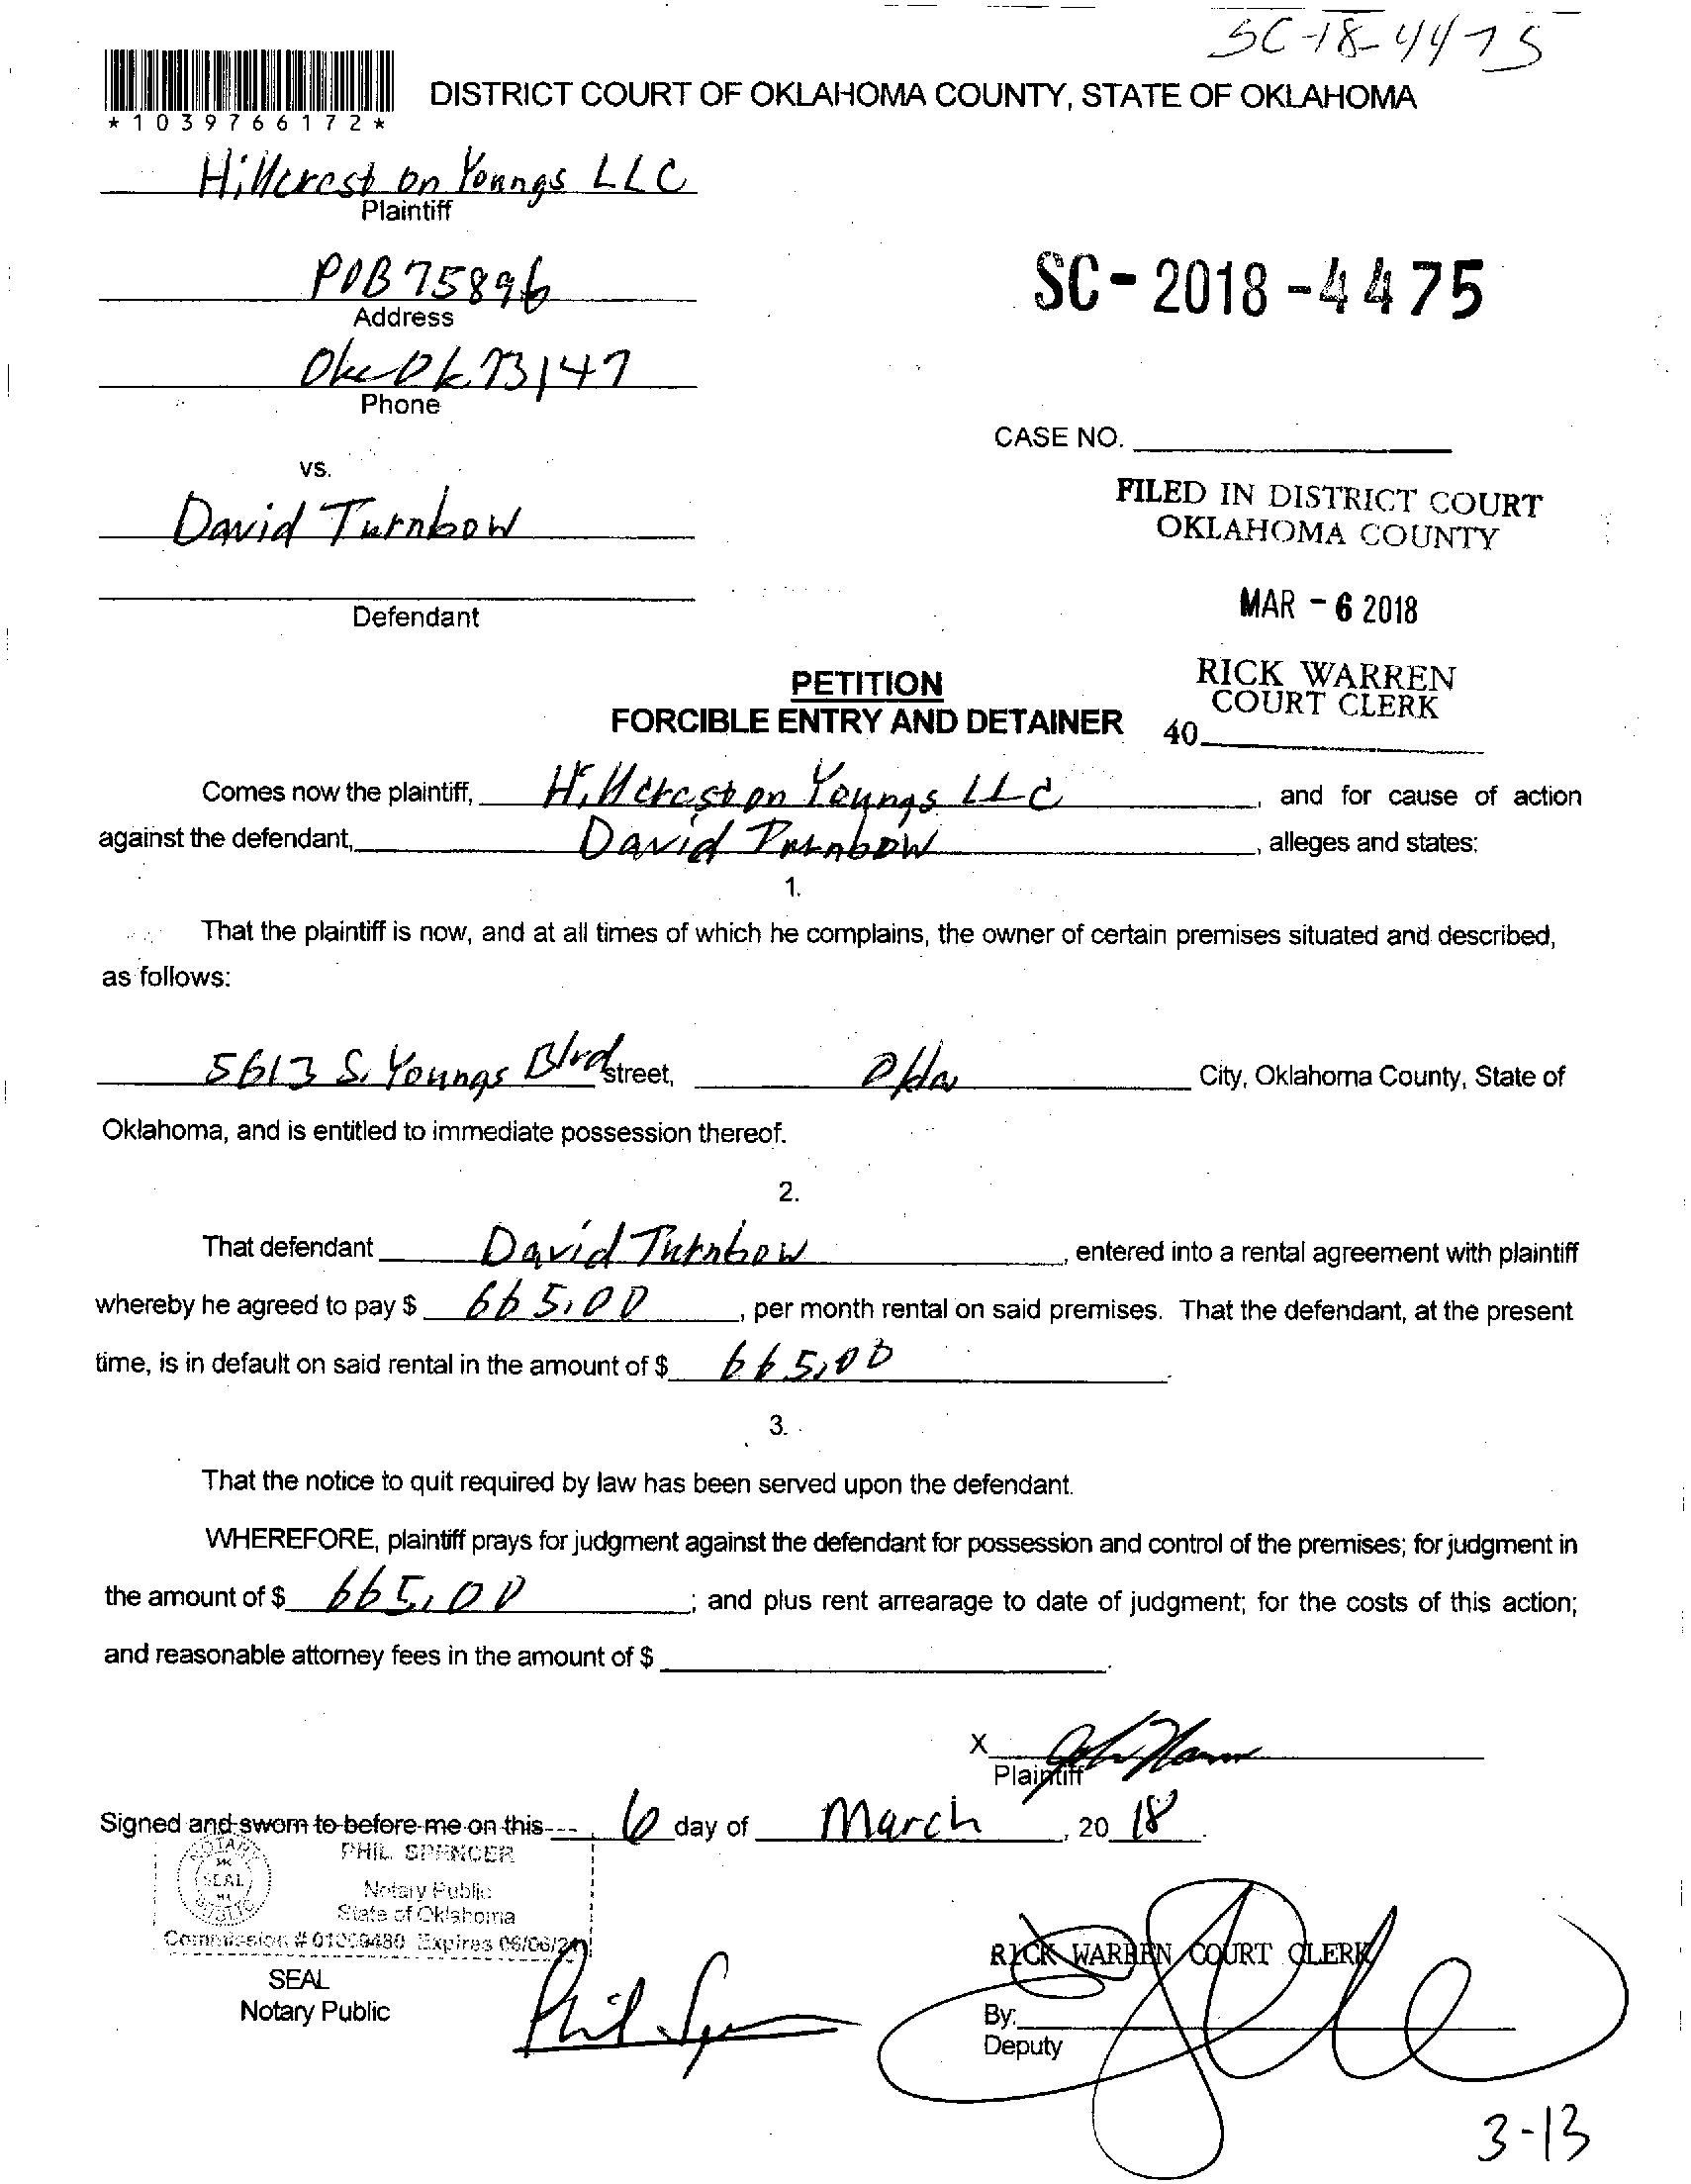 SC-18-4475
*1039766172*
DISTRICT COURT OF OKLAHOMA COUNTY, STATE OF OKLAHOMA
Hillcrest on Youngs LLC
Plaintiff
POB 75896
Address
SC-2018-4475
Okc Ok 73147
Phone
CASE NO.
vs.
David Turnbow
FILED IN DISTRICT COURT
OKLAHOMA COUNTY
Defendant
MAR - 6 2018
RICK WARREN
COURT CLERK
40
PETITION
FORCIBLE ENTRY AND DETAINER
Comes now the plaintiff, Hillcrest on Youngs LLC, and for cause of action
against the defendant, David Turnbow, alleges and states:
1.
That the plaintiff is now, and at all times of which he complains, the owner of certain premises situated and described,
as follows:
5613 S. Youngs Blvd street, Okla City, Oklahoma County, State of
Oklahoma, and is entitled to immediate possession thereof.
2.
That defendant David Turnbow, entered into a rental agreement with plaintiff
whereby he agreed to pay $ 665.00, per month rental on said premises. That the defendant, at the present
time, is in default on said rental in the amount of $ 665.00.
3.
That the notice to quit required by law has been served upon the defendant.
WHEREFORE, plaintiff prays for judgment against the defendant for possession and control of the premises; for judgment in
the amount of $ 665.00; and plus rent arrearage to date of judgment; for the costs of this action;
and reasonable attorney fees in the amount of $.
X
Plaintiff
Signed and sworn to before me on this 6 day of March, 20 18.
PHIL SPENCER
NOTARY SEAL PUBLIC
Notary Public
State of Oklahoma
Commission # 01009480 Expires 06/06/21
SEAL
Notary Public
Phil Spencer
RICK WARREN COURT CLERK
By:
Deputy
3-13